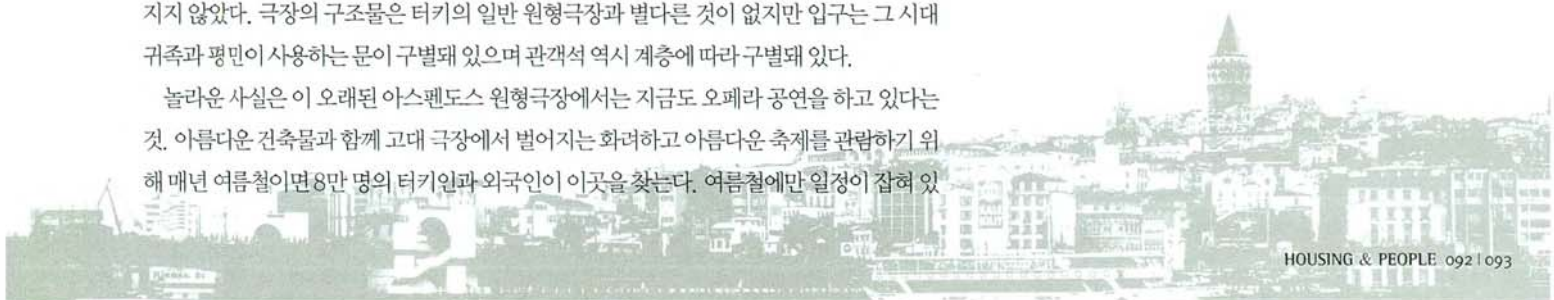 지지 않았다. 극장의 구조물은 터키의 일반 원형극장과 별다른 것이 없지만 입구는 그 시대
귀족과 평민이 사용하는 문이 구별돼 있으며 관객석 역시 계층에 따라 구별돼 있다.
놀라운 사실은 이 오래된 아스펜도스 원형극장에서는 지금도 오페라 공연을 하고 있다는
것. 아름다운 건축물과 함께 고대 극장에서 벌어지는 화려하고 아름다운 축제를 관람하기 위
해 매년 여름철이면 8만 명의 터키인과 외국인이 이곳을 찾는다. 여름철에만 일정이 잡혀 있
HOUSING & PEOPLE 092 | 093